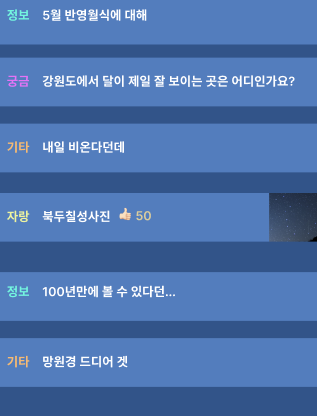 정보 5월 반영월식에 대해
궁금 강원도에서 달이 제일 잘 보이는 곳은 어디인가요?
기타 내일 비온다던데
자랑 북두칠성사진 👍 50
정보 100년만에 볼 수 있다던...
기타 망원경 드디어 겟